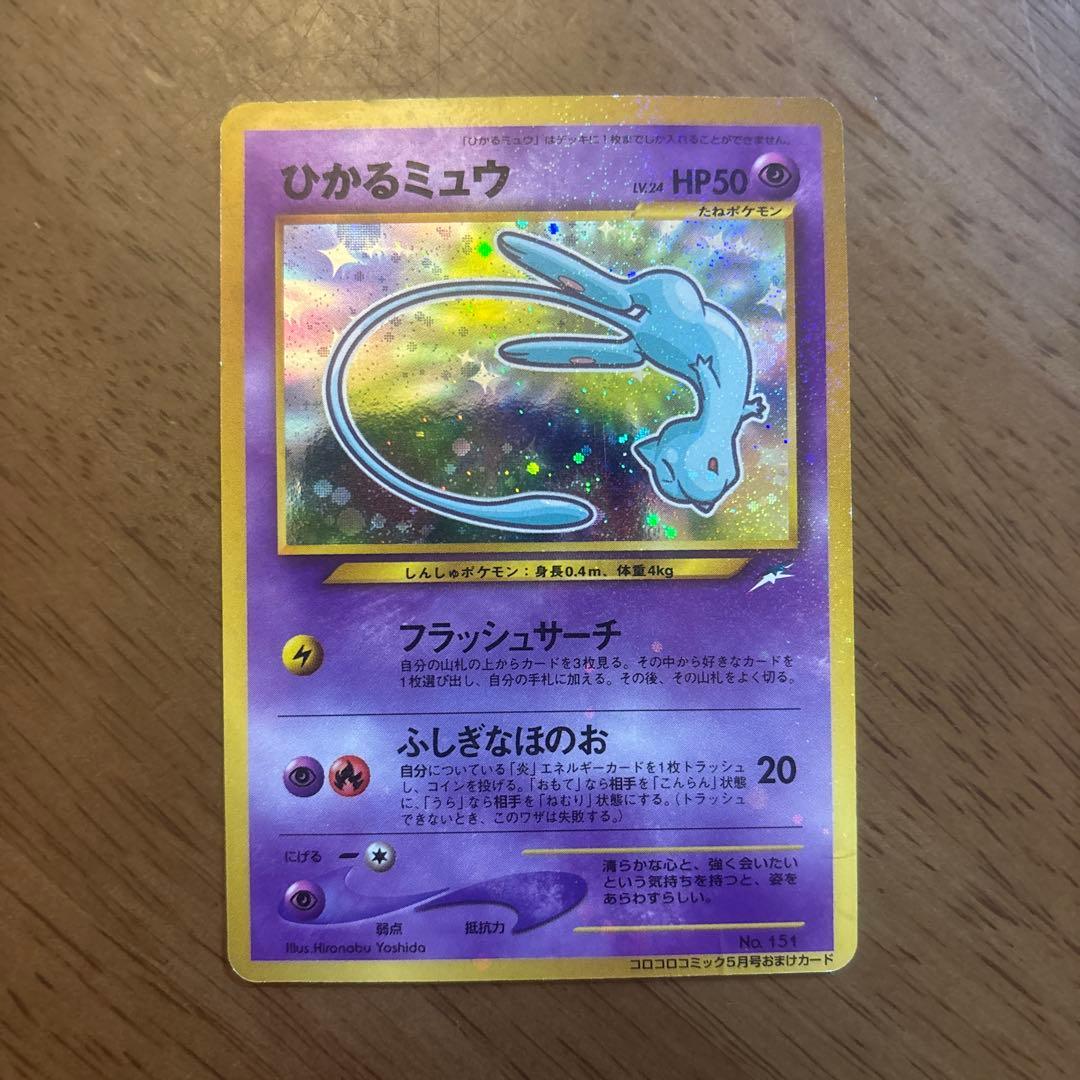 「ひかるミュウ」はデッキに1枚までしか入れることができません。
ひかるミュウ
LV.24 HP50
たねポケモン
しんしゅポケモン：身長0.4m、体重4kg
フラッシュサーチ
自分の山札の上からカードを3枚見る。その中から好きなカードを
1枚選び出し、自分の手札に加える。その後、その山札をよく切る。
ふしぎなほのお
自分についている「炎」エネルギーカードを1枚トラッシュ
し、コインを投げる。「おもて」なら相手を「こんらん」状態
に、「うら」なら相手を「ねむり」状態にする。（トラッシュ
できないとき、このワザは失敗する。）
20
にげる
弱点
抵抗力
清らかな心と、強く会いたい
という気持ちを持つと、姿を
あらわすらしい。
Illus.Hironobu Yoshida
No. 151
コロコロコミック5月号おまけカード